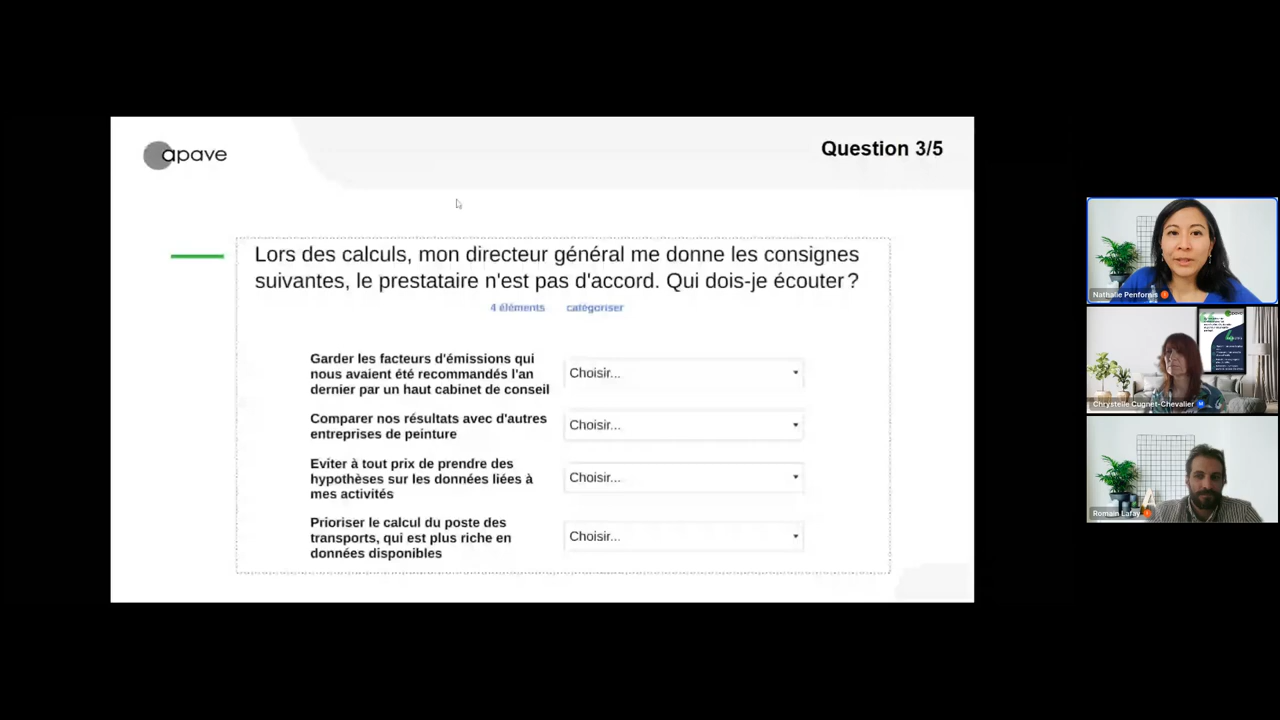 apave
Question 3/5
Lors des calculs, mon directeur général me donne les consignes
suivantes, le prestataire n'est pas d'accord. Qui dois-je écouter ?
4 éléments catégoriser
Garder les facteurs d'émissions qui
nous avaient été recommandés l'an
dernier par un haut cabinet de conseil
Choisir...
Comparer nos résultats avec d'autres
entreprises de peinture
Choisir...
Eviter à tout prix de prendre des
hypothèses sur les données liées à
mes activités
Choisir...
Prioriser le calcul du poste des
transports, qui est plus riche en
données disponibles
Choisir...
Nathalie Penfornis
Chrystelle Cugnet-Chevalier
Romain Lafay